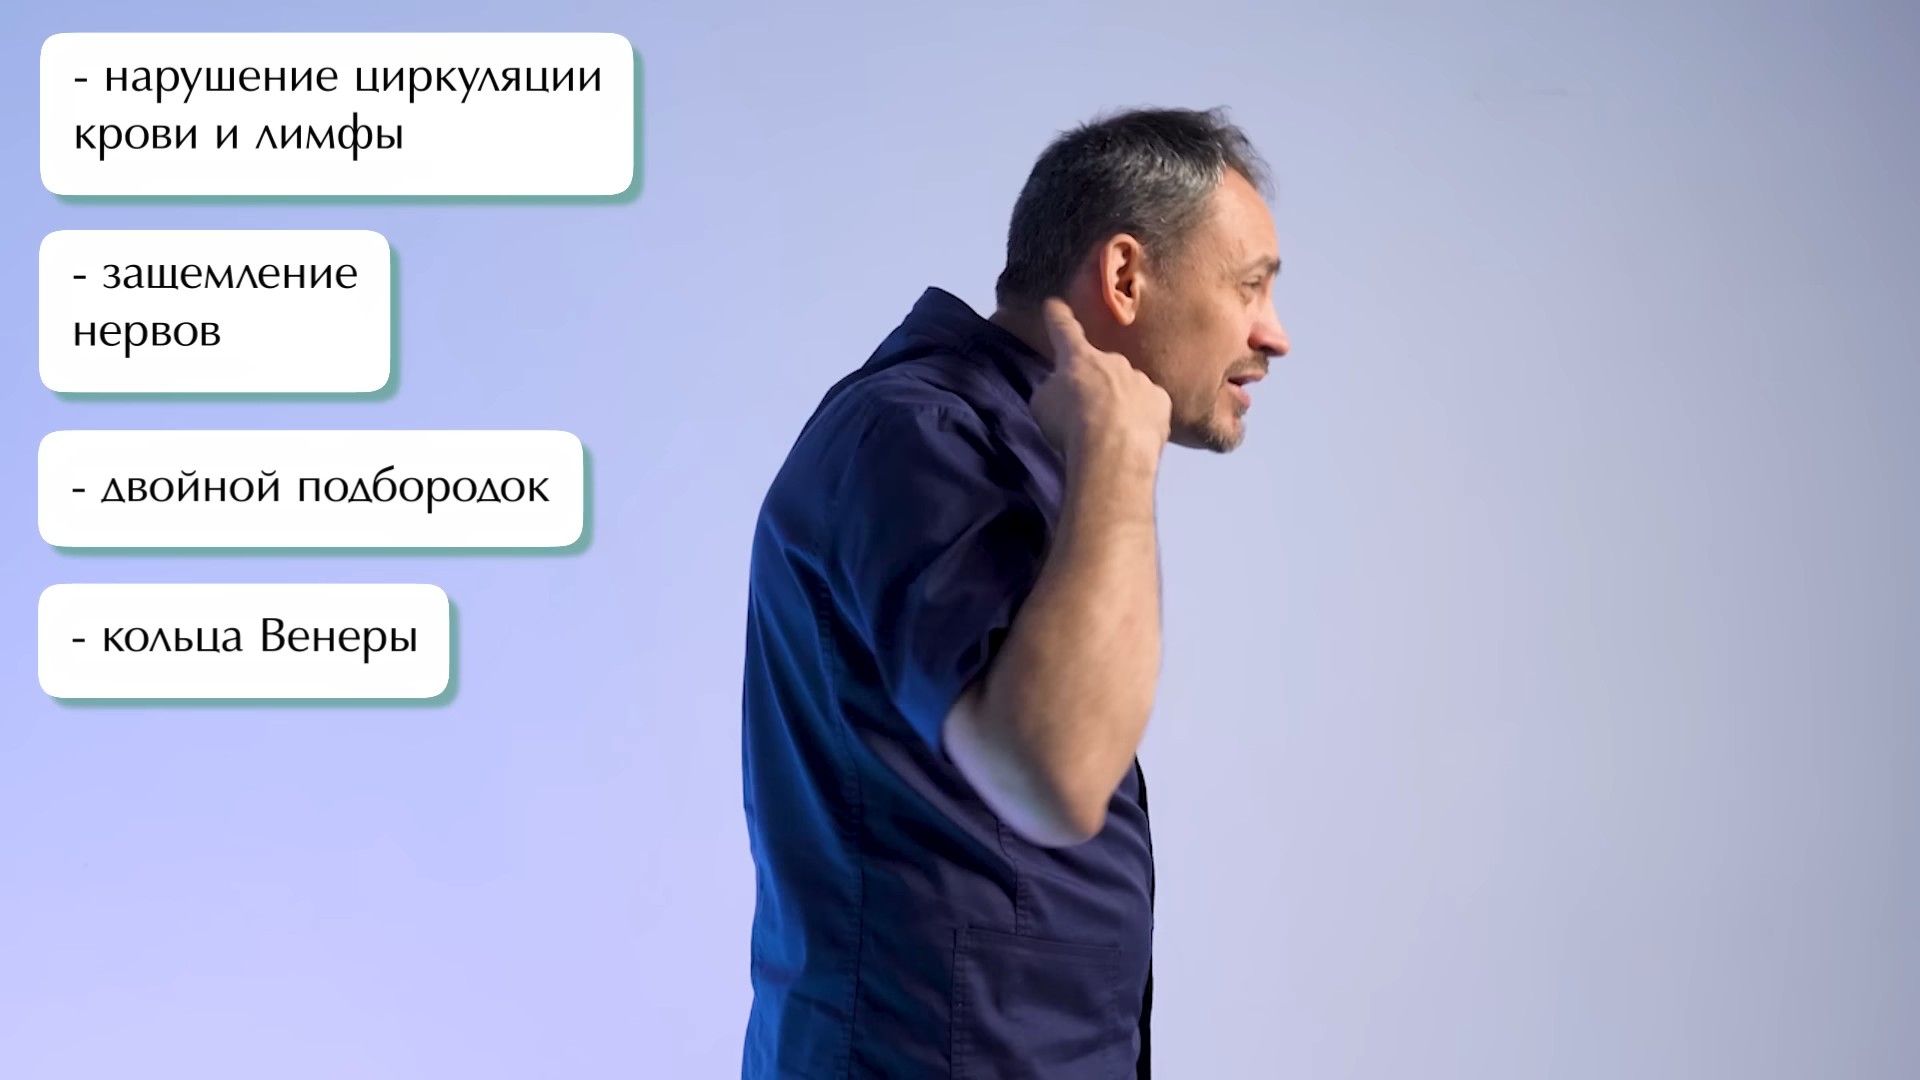 - нарушение циркуляции
крови и лимфы
- защемление
нервов
- двойной подбородок
- кольца Венеры